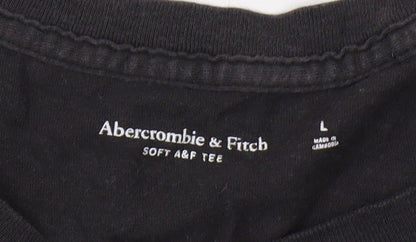 Abercrombie & Fitch
SOFT A&F TEE
L
MADE IN
CAMBODIA